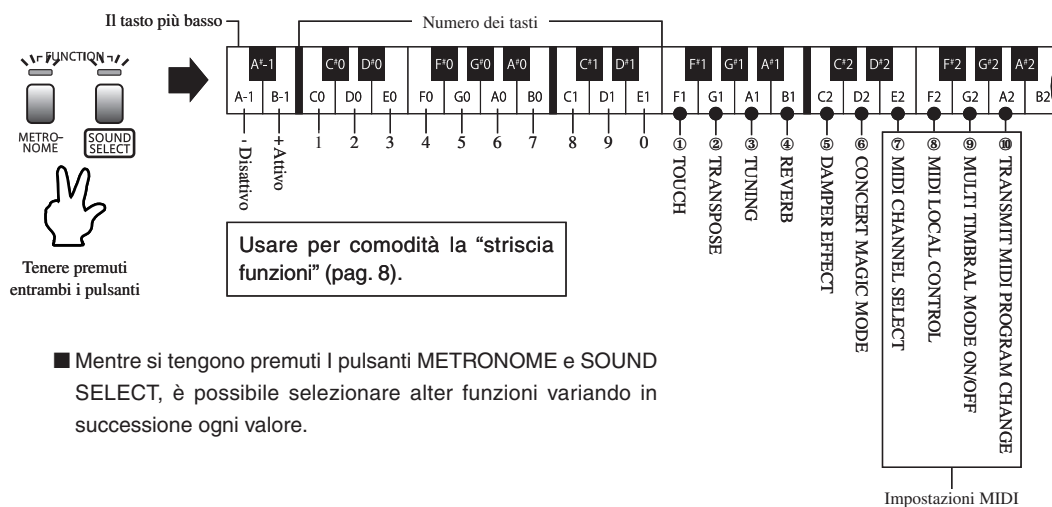 Il tasto più basso
Numero dei tasti
FUNCTION
METRO-
NOME
SOUND
SELECT
A#-1 C#0 D#0 F#0 G#0 A#0 C#1 D#1 F#1 G#1 A#1 C#2 D#2 F#2 G#2 A#2
A-1 B-1 C0 D0 E0 F0 G0 A0 B0 C1 D1 E1 F1 G1 A1 B1 C2 D2 E2 F2 G2 A2 B2
- Disattivo
+ Attivo
1 2 3 4 5 6 7 8 9 0
① TOUCH
② TRANSPOSE
③ TUNING
④ REVERB
⑤ DAMPER EFFECT
⑥ CONCERT MAGIC MODE
⑦ MIDI CHANNEL SELECT
⑧ MIDI LOCAL CONTROL
⑨ MULTI TIMBRAL MODE ON/OFF
⑩ TRANSMIT MIDI PROGRAM CHANGE
Tenere premuti
entrambi i pulsanti
Usare per comodità la “striscia
funzioni” (pag. 8).
■ Mentre si tengono premuti I pulsanti METRONOME e SOUND
SELECT, è possibile selezionare alter funzioni variando in
successione ogni valore.
Impostazioni MIDI